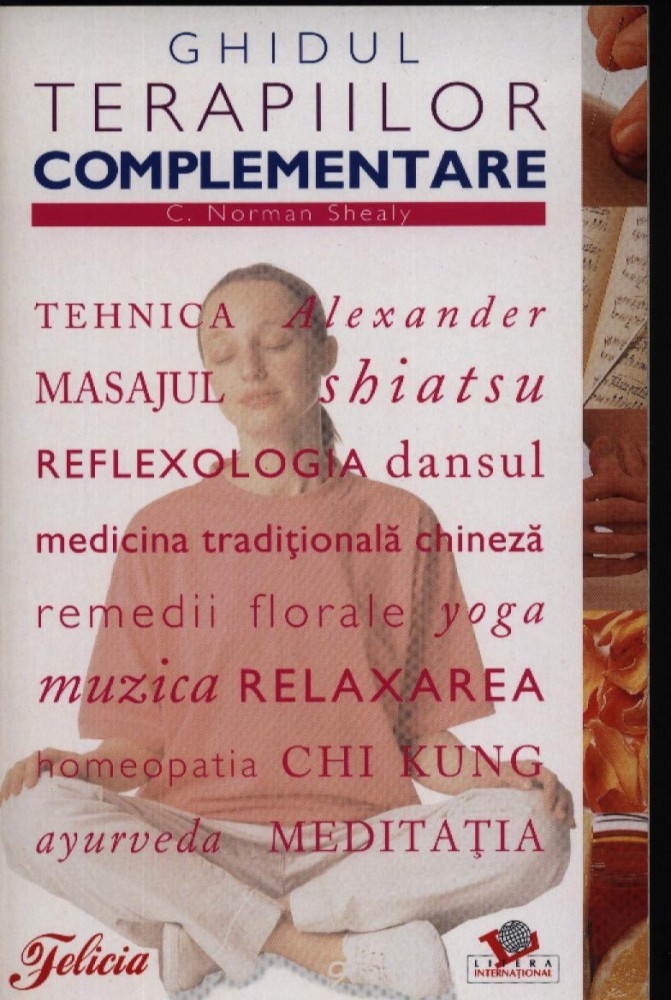 GHIDUL
TERAPIILOR
COMPLEMENTARE
C. Norman Shealy
TEHNICA Alexander
MASAJUL shiatsu
REFLEXOLOGIA dansul
medicina tradiţională chineză
remedii florale yoga
muzica RELAXAREA
homeopatia CHI KUNG
ayurveda MEDITAŢIA
Felicia
LITERA
INTERNAŢIONAL